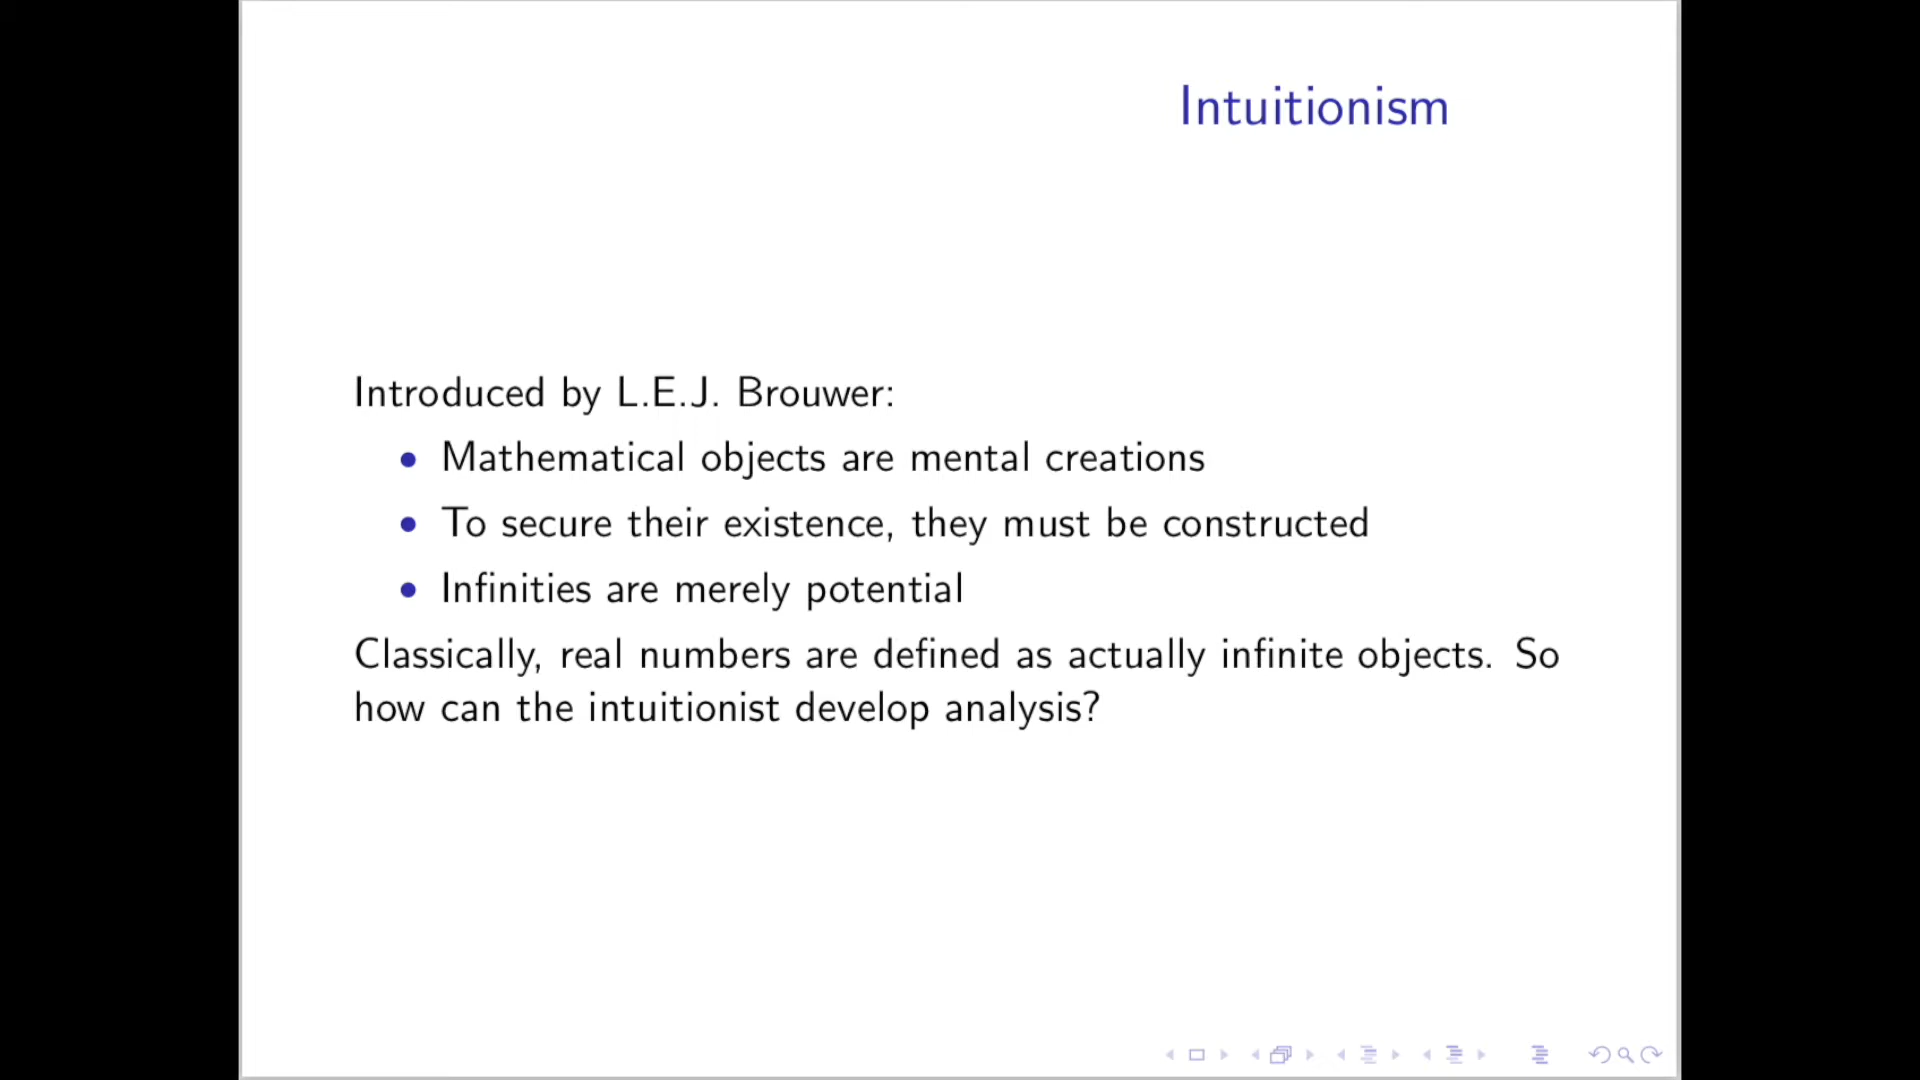 Intuitionism
Introduced by L.E.J. Brouwer:
• Mathematical objects are mental creations
• To secure their existence, they must be constructed
• Infinities are merely potential
Classically, real numbers are defined as actually infinite objects. So
how can the intuitionist develop analysis?